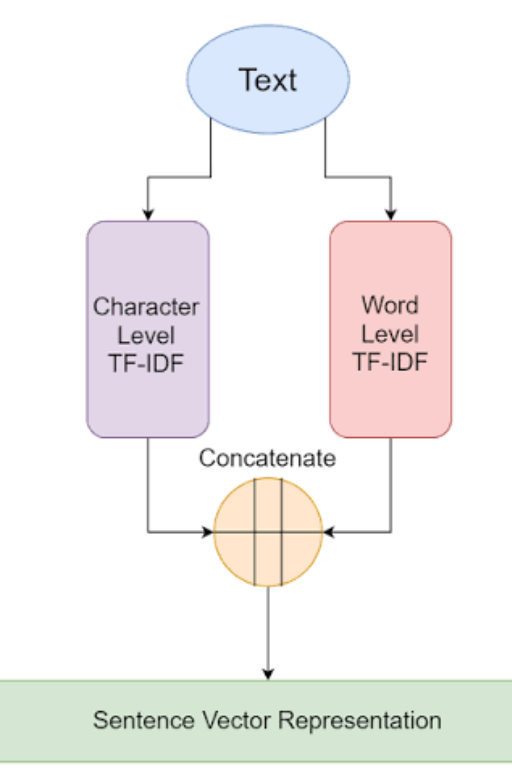 Text
Character
Level
TF-IDF
Word
Level
TF-IDF
Concatenate
Sentence Vector Representation